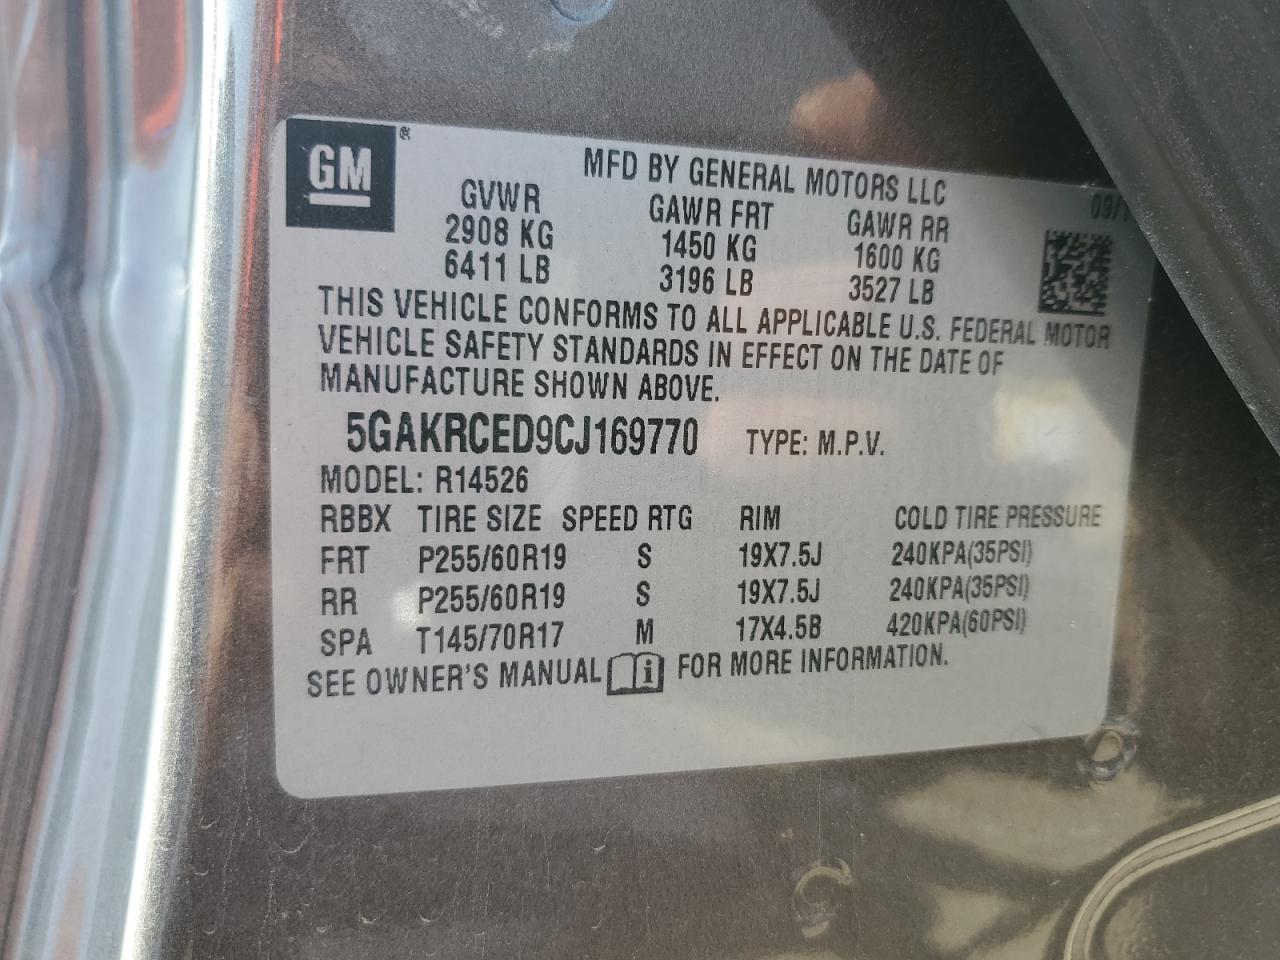 GM ®
MFD BY GENERAL MOTORS LLC
09/1
GVWR GAWR FRT GAWR RR
2908 KG 1450 KG 1600 KG
6411 LB 3196 LB 3527 LB
THIS VEHICLE CONFORMS TO ALL APPLICABLE U.S. FEDERAL MOTOR
VEHICLE SAFETY STANDARDS IN EFFECT ON THE DATE OF
MANUFACTURE SHOWN ABOVE.
5GAKRCED9CJ169770 TYPE: M.P.V.
MODEL: R14526
RBBX TIRE SIZE SPEED RTG RIM COLD TIRE PRESSURE
FRT P255/60R19 S 19X7.5J 240KPA(35PSI)
RR P255/60R19 S 19X7.5J 240KPA(35PSI)
SPA T145/70R17 M 17X4.5B 420KPA(60PSI)
SEE OWNER'S MANUAL FOR MORE INFORMATION.